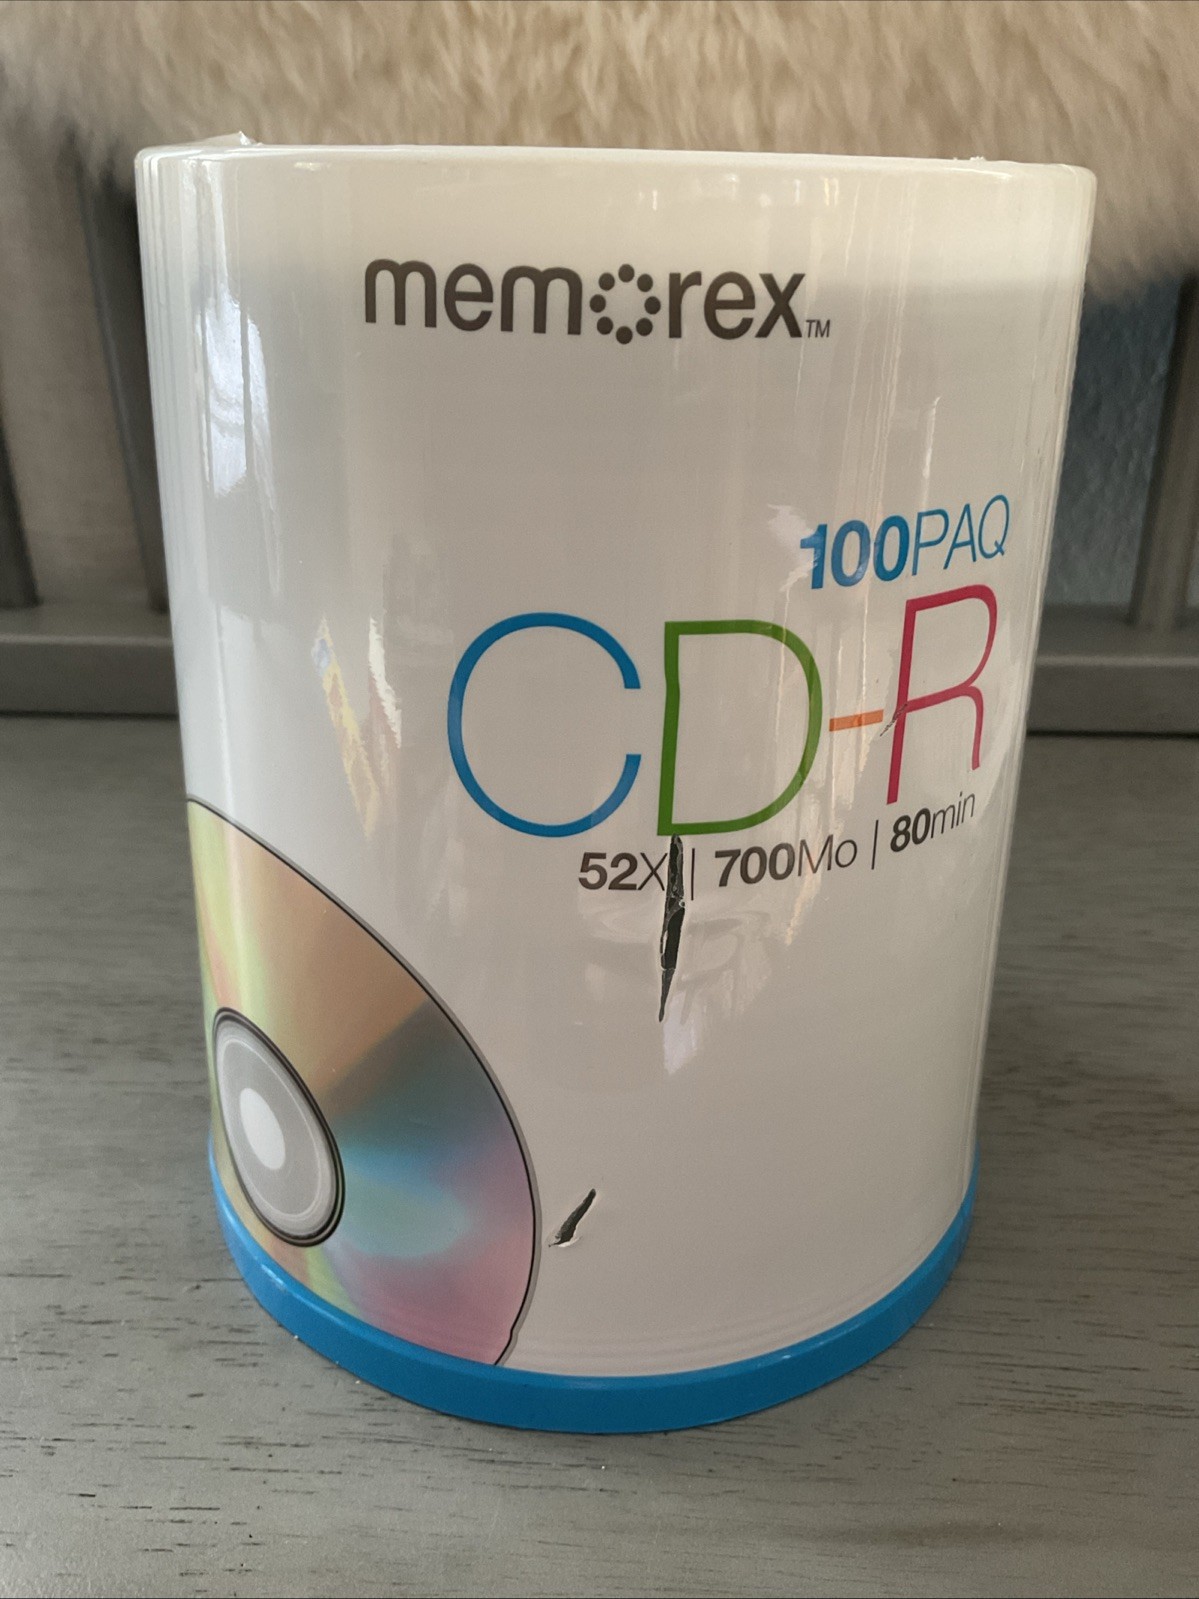 memorex™
100PAQ
CD-R
52X | 700Mo | 80min